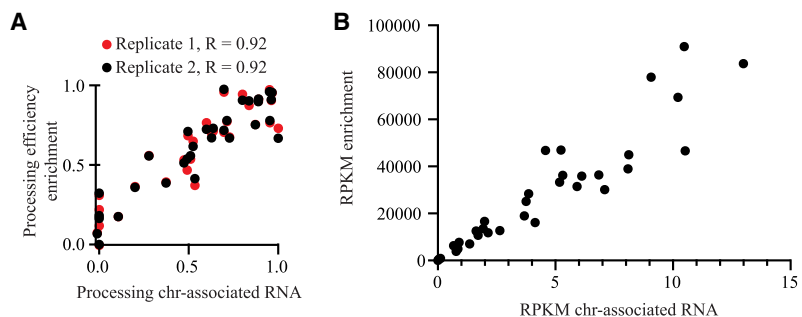 A
Replicate 1, R = 0.92
Replicate 2, R = 0.92
Processing efficiency
enrichment
1.0
0.5
0.0
0.0 0.5 1.0
Processing chr-associated RNA
B
RPKM enrichment
100000
80000
60000
40000
20000
0
0 5 10 15
RPKM chr-associated RNA